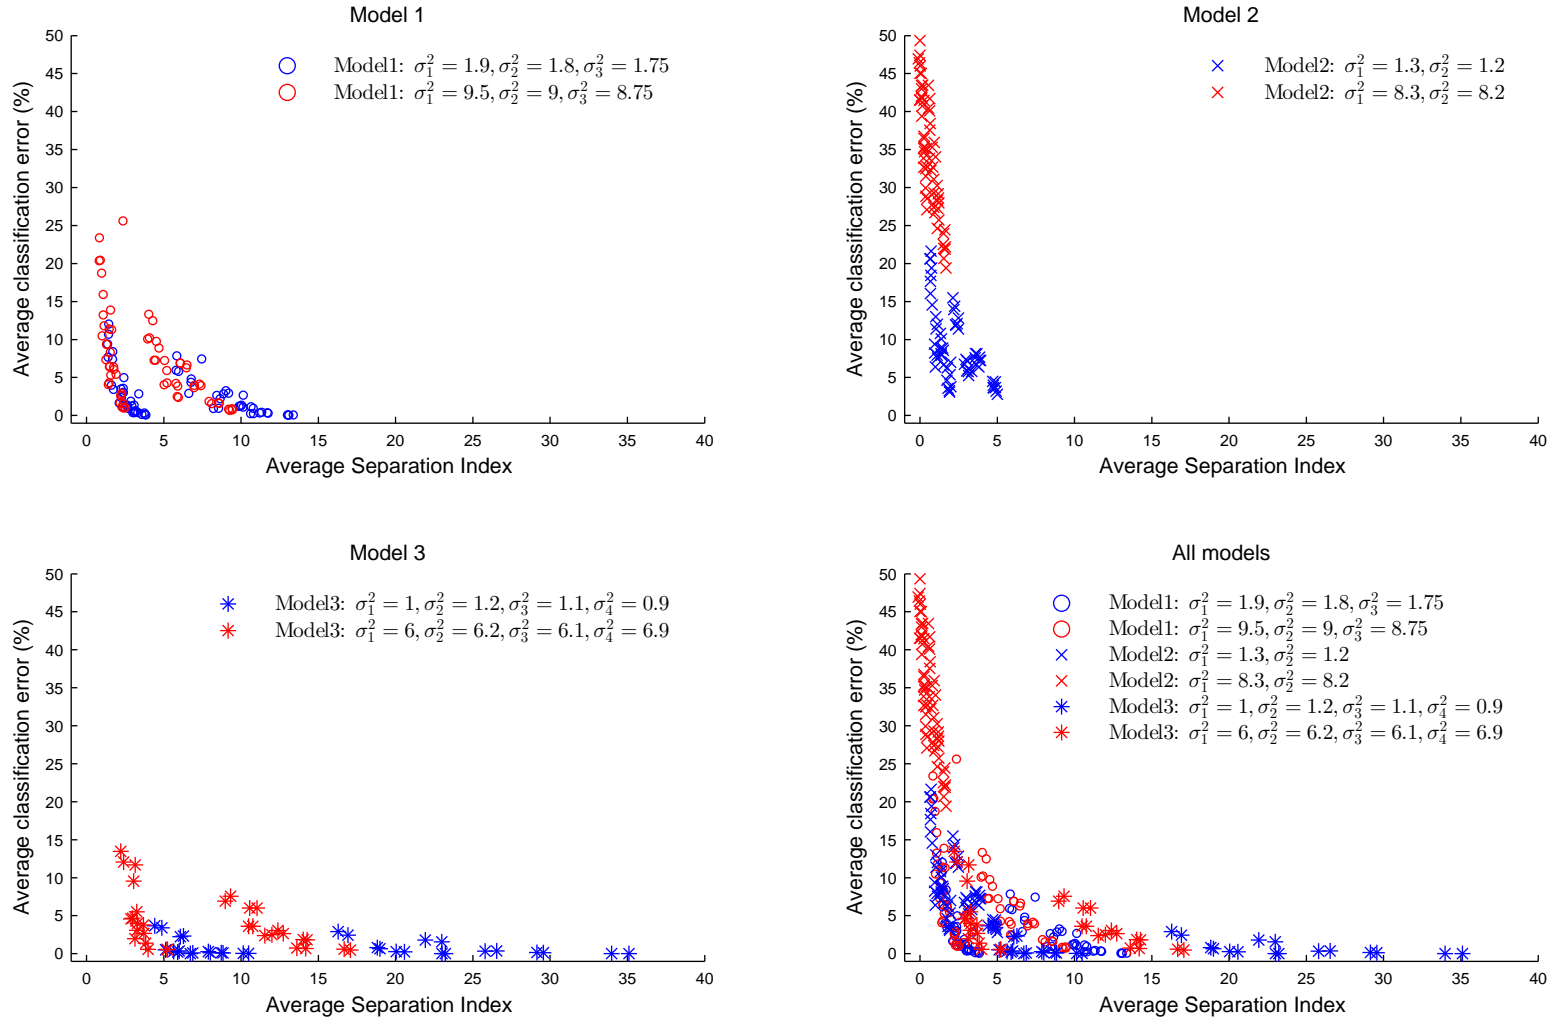 Model 1
Average classification error (%)
50
45
40
35
30
25
20
15
10
5
0
Model1: σ₁² = 1.9, σ₂² = 1.8, σ₃² = 1.75
Model1: σ₁² = 9.5, σ₂² = 9, σ₃² = 8.75
0 5 10 15 20 25 30 35 40
Average Separation Index
Model 2
Average classification error (%)
50
45
40
35
30
25
20
15
10
5
0
Model2: σ₁² = 1.3, σ₂² = 1.2
Model2: σ₁² = 8.3, σ₂² = 8.2
0 5 10 15 20 25 30 35 40
Average Separation Index
Model 3
Average classification error (%)
50
45
40
35
30
25
20
15
10
5
0
Model3: σ₁² = 1, σ₂² = 1.2, σ₃² = 1.1, σ₄² = 0.9
Model3: σ₁² = 6, σ₂² = 6.2, σ₃² = 6.1, σ₄² = 6.9
0 5 10 15 20 25 30 35 40
Average Separation Index
All models
Average classification error (%)
50
45
40
35
30
25
20
15
10
5
0
Model1: σ₁² = 1.9, σ₂² = 1.8, σ₃² = 1.75
Model1: σ₁² = 9.5, σ₂² = 9, σ₃² = 8.75
Model2: σ₁² = 1.3, σ₂² = 1.2
Model2: σ₁² = 8.3, σ₂² = 8.2
Model3: σ₁² = 1, σ₂² = 1.2, σ₃² = 1.1, σ₄² = 0.9
Model3: σ₁² = 6, σ₂² = 6.2, σ₃² = 6.1, σ₄² = 6.9
0 5 10 15 20 25 30 35 40
Average Separation Index